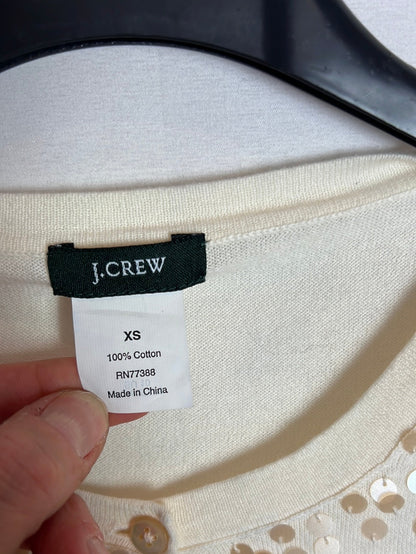 J.CREW
XS
100% Cotton
RN77388
Made in China